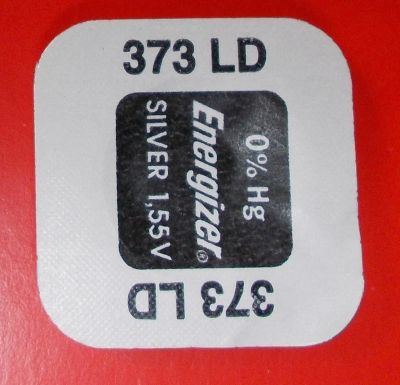 373 LD
0% Hg
Energizer®
SILVER 1,55V
373 LD